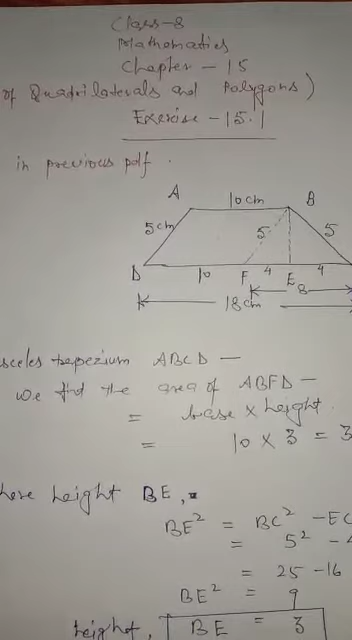 Class-8
Mathematics
Chapter - 15
of Quadrilaterals and Polygons)
Exercise - 15.1
in previous pdf.
A 10cm B
5cm 5 5
D 10 F 4 E 4
8
18cm
sceles trapezium ABCD —
We find the area of ABFD —
= base × height
= 10 × 3 = 3
here height BE, =
BE² = BC² - EC
= 5² - 4
= 25 - 16
BE² = 9
height, BE = 3